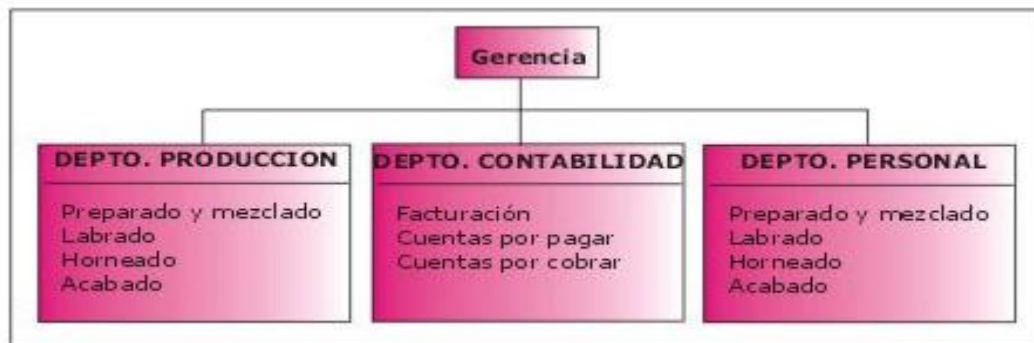 Gerencia
DEPTO. PRODUCCION
Preparado y mezclado
Labrado
Horneado
Acabado
DEPTO. CONTABILIDAD
Facturación
Cuentas por pagar
Cuentas por cobrar
DEPTO. PERSONAL
Preparado y mezclado
Labrado
Horneado
Acabado